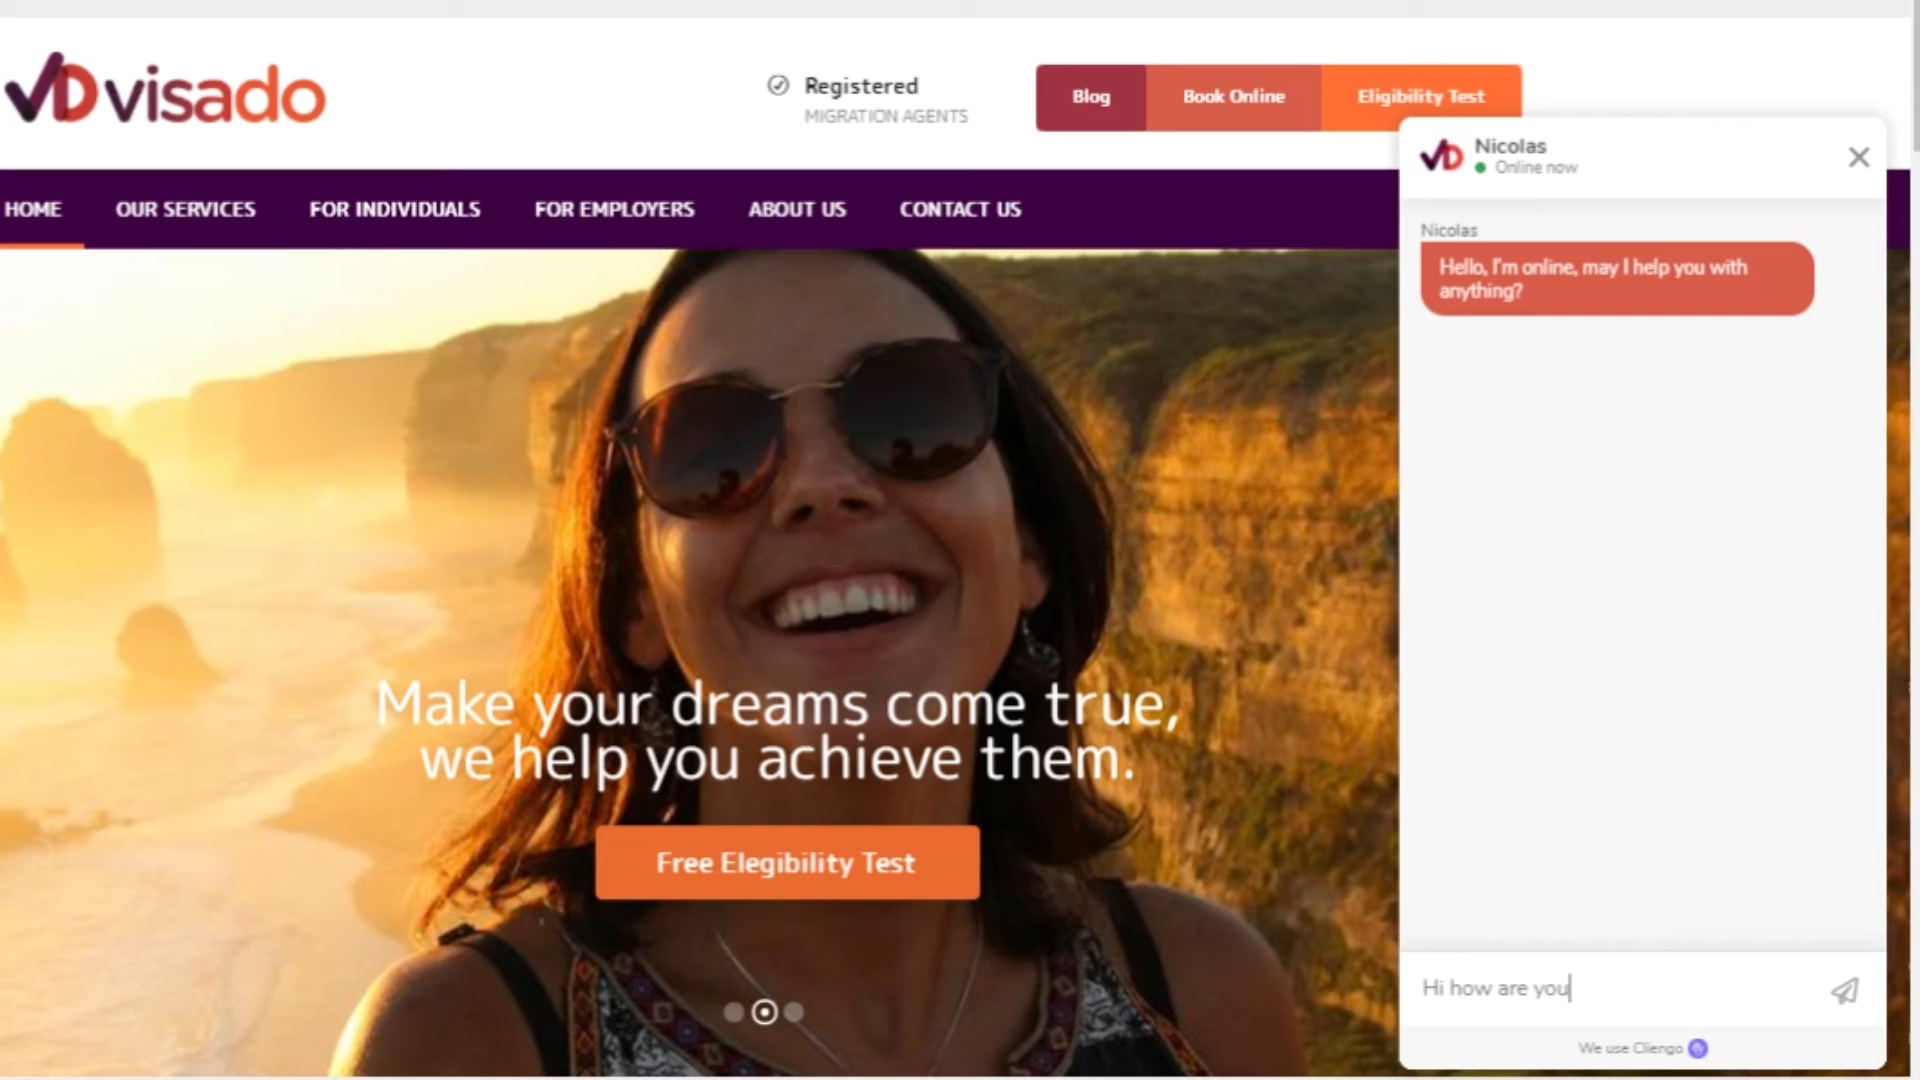 visado
Registered
MIGRATION AGENTS
Blog
Book Online
Eligibility Test
HOME
OUR SERVICES
FOR INDIVIDUALS
FOR EMPLOYERS
ABOUT US
CONTACT US
Make your dreams come true,
we help you achieve them.
Free Elegibility Test
Nicolas
Online now
Nicolas
Hello, I'm online, may I help you with
anything?
Hi how are you
We use Cliengo